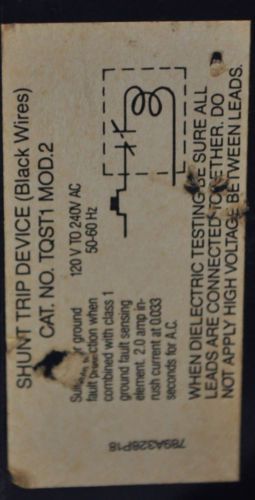 SHUNT TRIP DEVICE (Black Wires)
CAT. NO. TQST1 MOD.2
120 V TO 240V AC
50-60 Hz
ground
fault protection when
combined with class 1
ground fault sensing
element. 2.0 amp in-
rush current at 0.033
seconds for A.C.
WHEN DIELECTRIC TESTING BE SURE ALL
LEADS ARE CONNECTED TOGETHER. DO
NOT APPLY HIGH VOLTAGE BETWEEN LEADS.